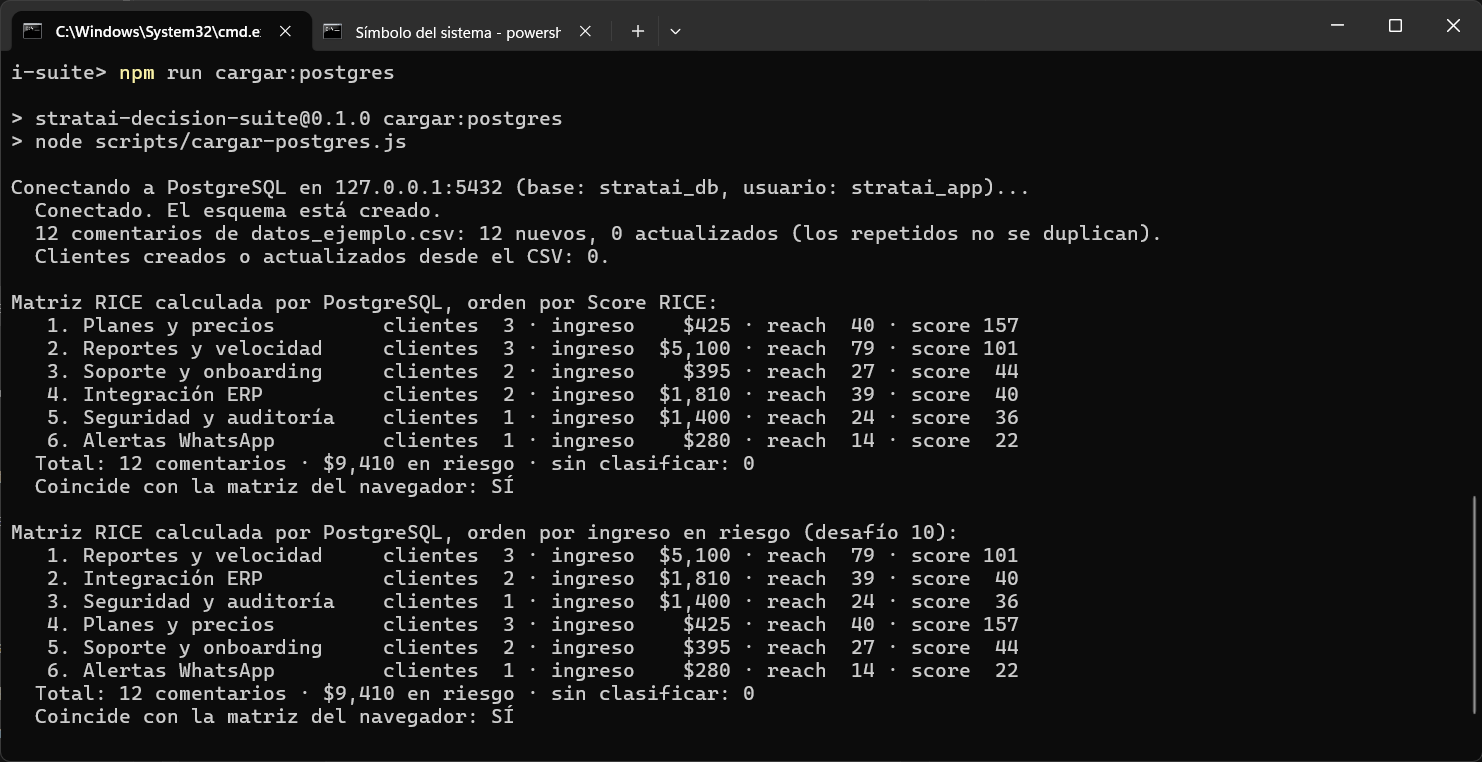 C:\Windows\System32\cmd.e
Símbolo del sistema - powersh
i-suite> npm run cargar:postgres
> stratai-decision-suite@0.1.0 cargar:postgres
> node scripts/cargar-postgres.js
Conectando a PostgreSQL en 127.0.0.1:5432 (base: stratai_db, usuario: stratai_app)...
Conectado. El esquema está creado.
12 comentarios de datos_ejemplo.csv: 12 nuevos, 0 actualizados (los repetidos no se duplican).
Clientes creados o actualizados desde el CSV: 0.
Matriz RICE calculada por PostgreSQL, orden por Score RICE:
1. Planes y precios clientes 3 · ingreso $425 · reach 40 · score 157
2. Reportes y velocidad clientes 3 · ingreso $5,100 · reach 79 · score 101
3. Soporte y onboarding clientes 2 · ingreso $395 · reach 27 · score 44
4. Integración ERP clientes 2 · ingreso $1,810 · reach 39 · score 40
5. Seguridad y auditoría clientes 1 · ingreso $1,400 · reach 24 · score 36
6. Alertas WhatsApp clientes 1 · ingreso $280 · reach 14 · score 22
Total: 12 comentarios · $9,410 en riesgo · sin clasificar: 0
Coincide con la matriz del navegador: SÍ
Matriz RICE calculada por PostgreSQL, orden por ingreso en riesgo (desafío 10):
1. Reportes y velocidad clientes 3 · ingreso $5,100 · reach 79 · score 101
2. Integración ERP clientes 2 · ingreso $1,810 · reach 39 · score 40
3. Seguridad y auditoría clientes 1 · ingreso $1,400 · reach 24 · score 36
4. Planes y precios clientes 3 · ingreso $425 · reach 40 · score 157
5. Soporte y onboarding clientes 2 · ingreso $395 · reach 27 · score 44
6. Alertas WhatsApp clientes 1 · ingreso $280 · reach 14 · score 22
Total: 12 comentarios · $9,410 en riesgo · sin clasificar: 0
Coincide con la matriz del navegador: SÍ